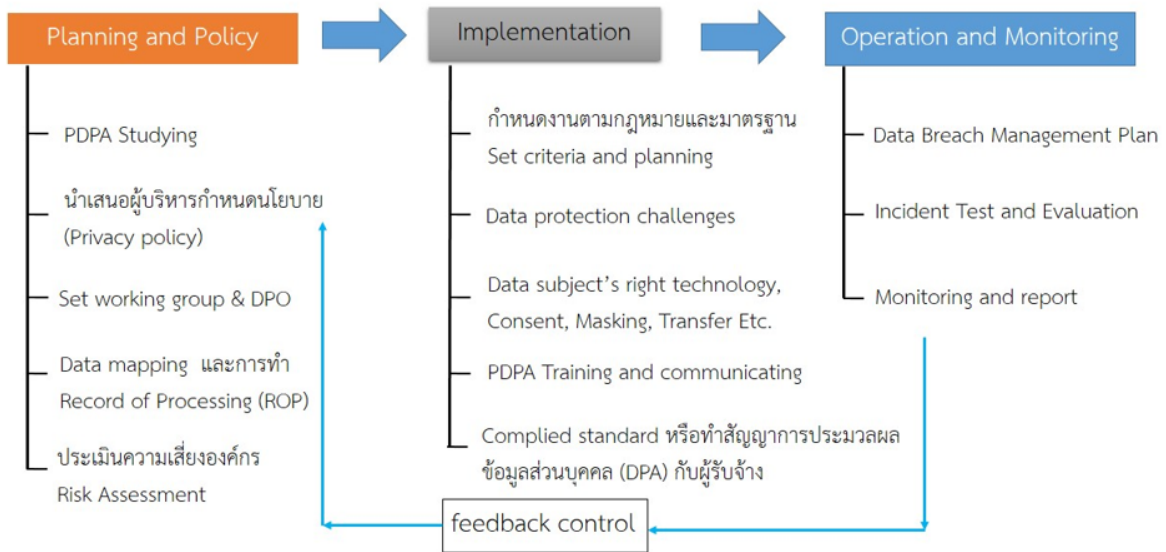 Planning and Policy
PDPA Studying
นำเสนอผู้บริหารกำหนดนโยบาย
(Privacy policy)
Set working group & DPO
Data mapping และการทำ
Record of Processing (ROP)
ประเมินความเสี่ยงองค์กร
Risk Assessment
Implementation
กำหนดงานตามกฎหมายและมาตรฐาน
Set criteria and planning
Data protection challenges
Data subject's right technology,
Consent, Masking, Transfer Etc.
PDPA Training and communicating
Complied standard หรือทำสัญญาการประมวลผล
ข้อมูลส่วนบุคคล (DPA) กับผู้รับจ้าง
Operation and Monitoring
Data Breach Management Plan
Incident Test and Evaluation
Monitoring and report
feedback control